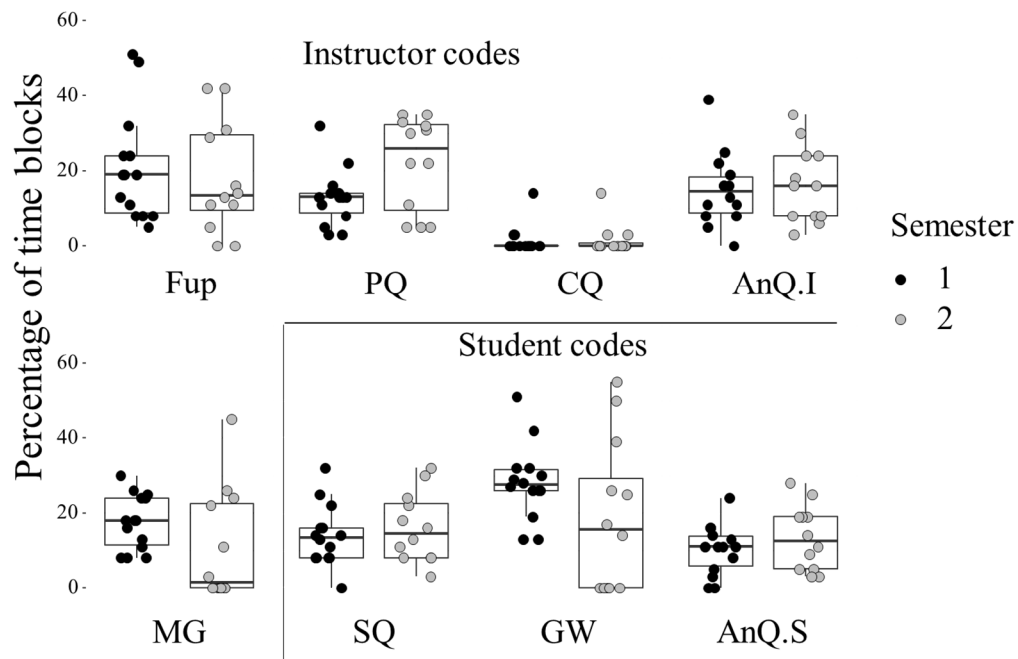 Percentage of time blocks
Instructor codes
60
40
20
0
Fup PQ CQ AnQ.I
Semester
1
2
Student codes
60
40
20
0
MG SQ GW AnQ.S